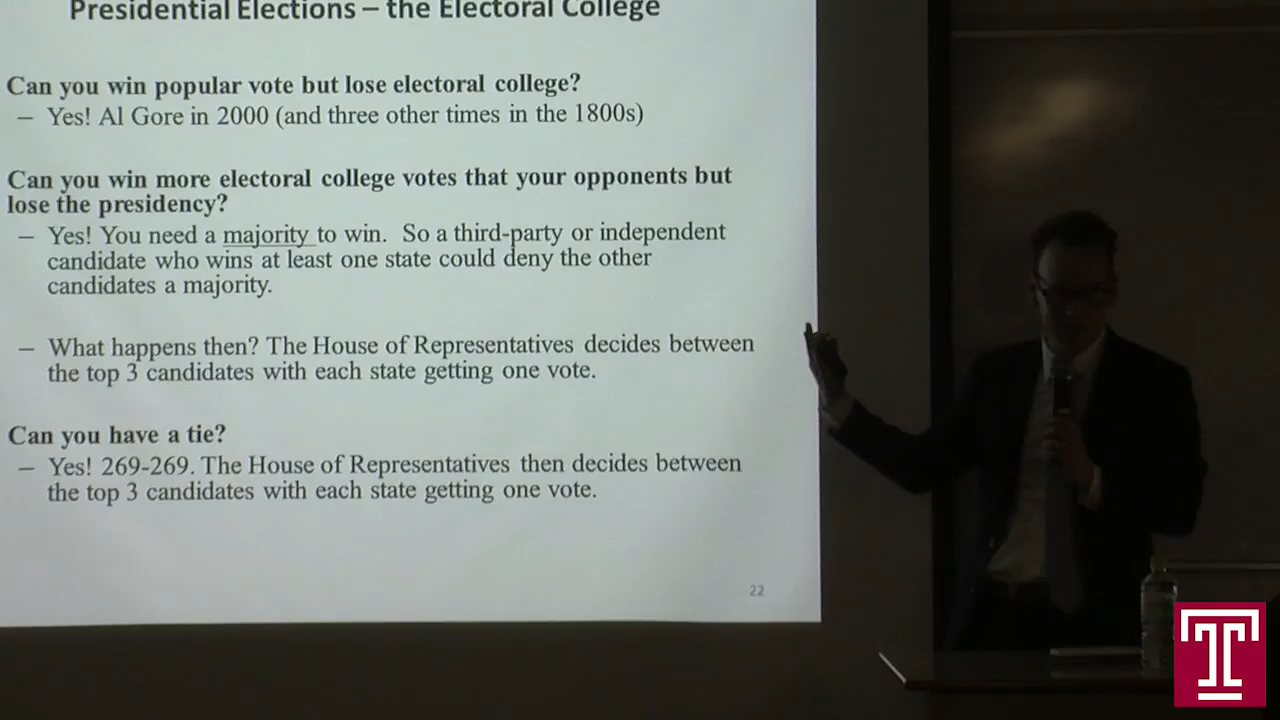 Presidential Elections – the Electoral College
Can you win popular vote but lose electoral college?
– Yes! Al Gore in 2000 (and three other times in the 1800s)
Can you win more electoral college votes that your opponents but
lose the presidency?
– Yes! You need a majority to win. So a third-party or independent
candidate who wins at least one state could deny the other
candidates a majority.
– What happens then? The House of Representatives decides between
the top 3 candidates with each state getting one vote.
Can you have a tie?
– Yes! 269-269. The House of Representatives then decides between
the top 3 candidates with each state getting one vote.
22
T